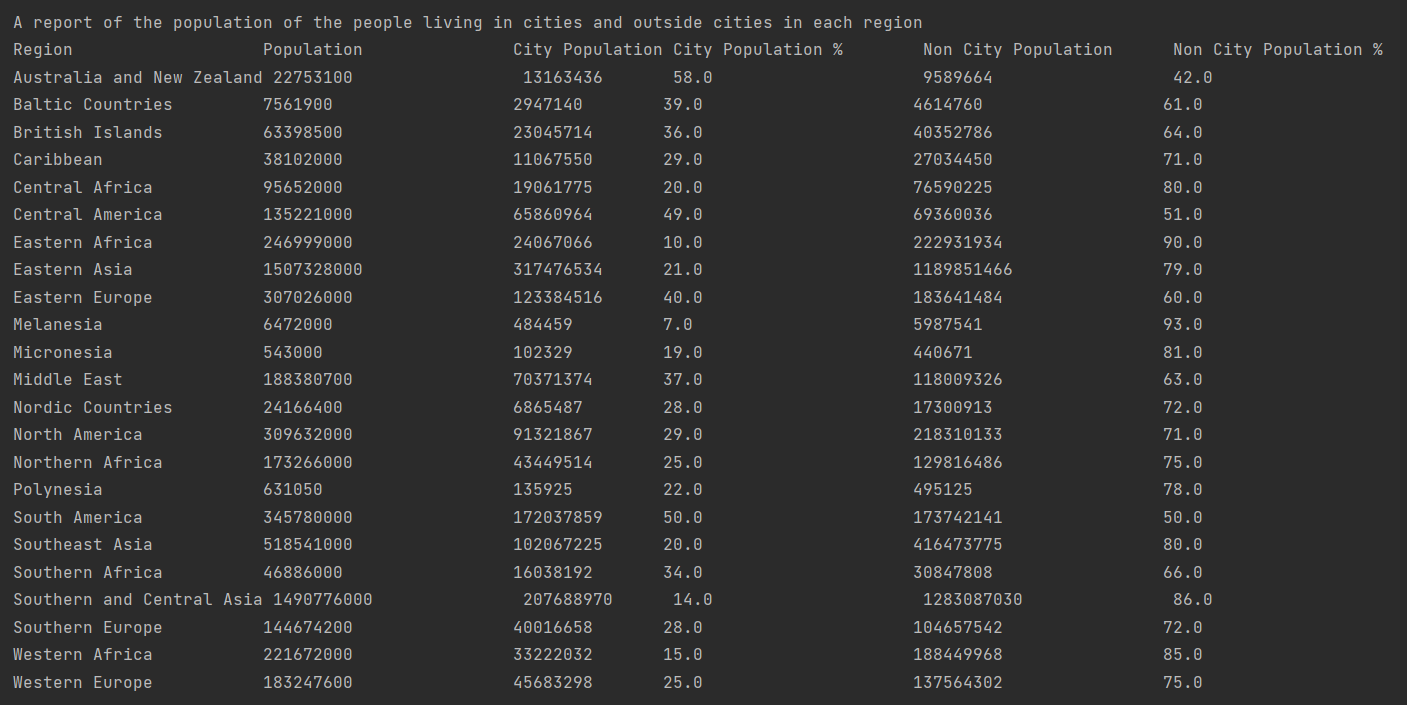 A report of the population of the people living in cities and outside cities in each region
Region Population City Population City Population % Non City Population Non City Population %
Australia and New Zealand 22753100 13163436 58.0 9589664 42.0
Baltic Countries 7561900 2947140 39.0 4614760 61.0
British Islands 63398500 23045714 36.0 40352786 64.0
Caribbean 38102000 11067550 29.0 27034450 71.0
Central Africa 95652000 19061775 20.0 76590225 80.0
Central America 135221000 65860964 49.0 69360036 51.0
Eastern Africa 246999000 24067066 10.0 222931934 90.0
Eastern Asia 1507328000 317476534 21.0 1189851466 79.0
Eastern Europe 307026000 123384516 40.0 183641484 60.0
Melanesia 6472000 484459 7.0 5987541 93.0
Micronesia 543000 102329 19.0 440671 81.0
Middle East 188380700 70371374 37.0 118009326 63.0
Nordic Countries 24166400 6865487 28.0 17300913 72.0
North America 309632000 91321867 29.0 218310133 71.0
Northern Africa 173266000 43449514 25.0 129816486 75.0
Polynesia 631050 135925 22.0 495125 78.0
South America 345780000 172037859 50.0 173742141 50.0
Southeast Asia 518541000 102067225 20.0 416473775 80.0
Southern Africa 46886000 16038192 34.0 30847808 66.0
Southern and Central Asia 1490776000 207688970 14.0 1283087030 86.0
Southern Europe 144674200 40016658 28.0 104657542 72.0
Western Africa 221672000 33222032 15.0 188449968 85.0
Western Europe 183247600 45683298 25.0 137564302 75.0